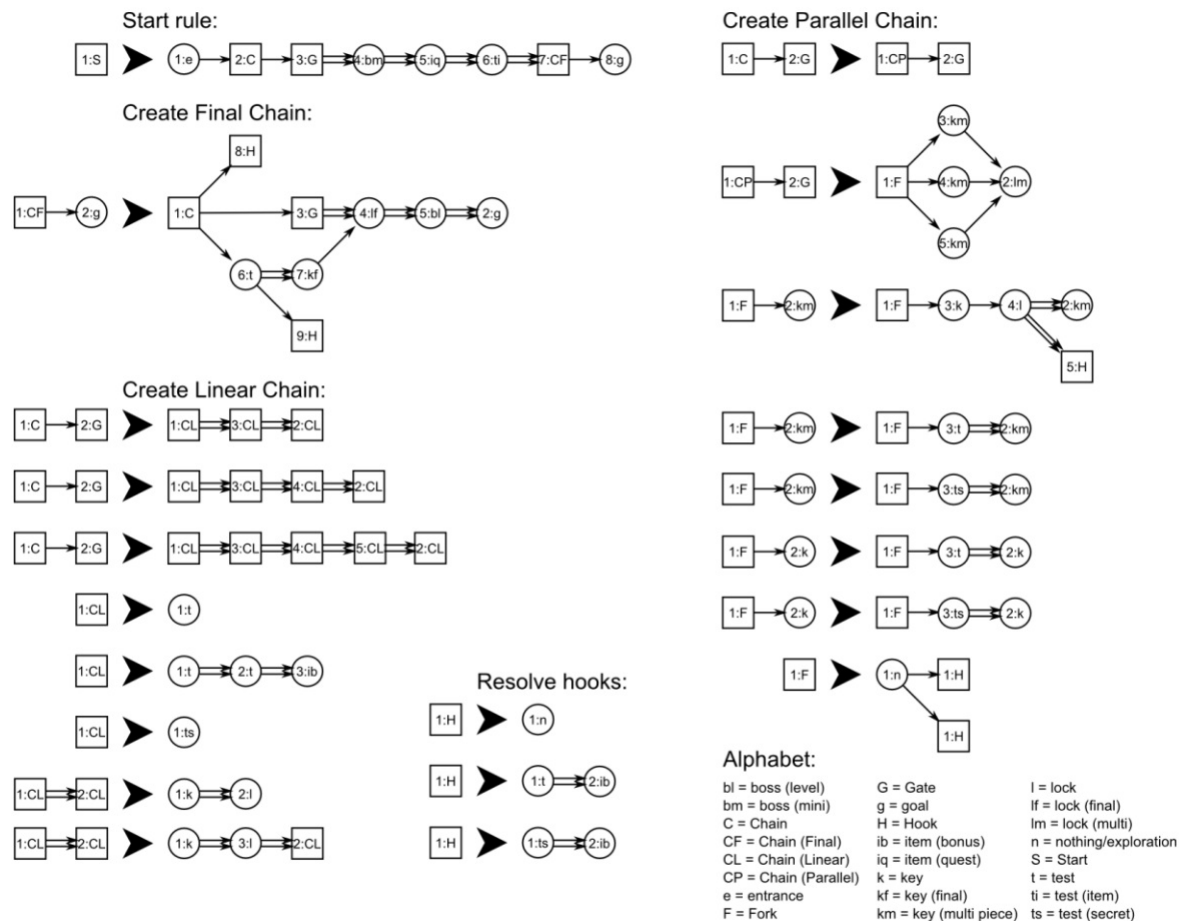 Start rule:
1:S 1:e 2:C 3:G 4:bm 5:iq 6:ti 7:CF 8:g
Create Final Chain:
8:H
1:CF 2:g 1:C 3:G 4:lf 5:bl 2:g
6:t 7:kf
9:H
Create Linear Chain:
1:C 2:G 1:CL 3:CL 2:CL
1:C 2:G 1:CL 3:CL 4:CL 2:CL
1:C 2:G 1:CL 3:CL 4:CL 5:CL 2:CL
1:CL 1:t
1:CL 1:t 2:t 3:ib
1:CL 1:ts
1:CL 2:CL 1:k 2:l
1:CL 2:CL 1:k 3:l 2:CL
Resolve hooks:
1:H 1:n
1:H 1:t 2:ib
1:H 1:ts 2:ib
Create Parallel Chain:
1:C 2:G 1:CP 2:G
3:km
1:CP 2:G 1:F 4:km 2:lm
5:km
1:F 2:km 1:F 3:k 4:l 2:km
5:H
1:F 2:km 1:F 3:t 2:km
1:F 2:km 1:F 3:ts 2:km
1:F 2:k 1:F 3:t 2:k
1:F 2:k 1:F 3:ts 2:k
1:F 1:n 1:H
1:H
Alphabet:
bl = boss (level)
bm = boss (mini)
C = Chain
CF = Chain (Final)
CL = Chain (Linear)
CP = Chain (Parallel)
e = entrance
F = Fork
G = Gate
g = goal
H = Hook
ib = item (bonus)
iq = item (quest)
k = key
kf = key (final)
km = key (multi piece)
l = lock
lf = lock (final)
lm = lock (multi)
n = nothing/exploration
S = Start
t = test
ti = test (item)
ts = test (secret)